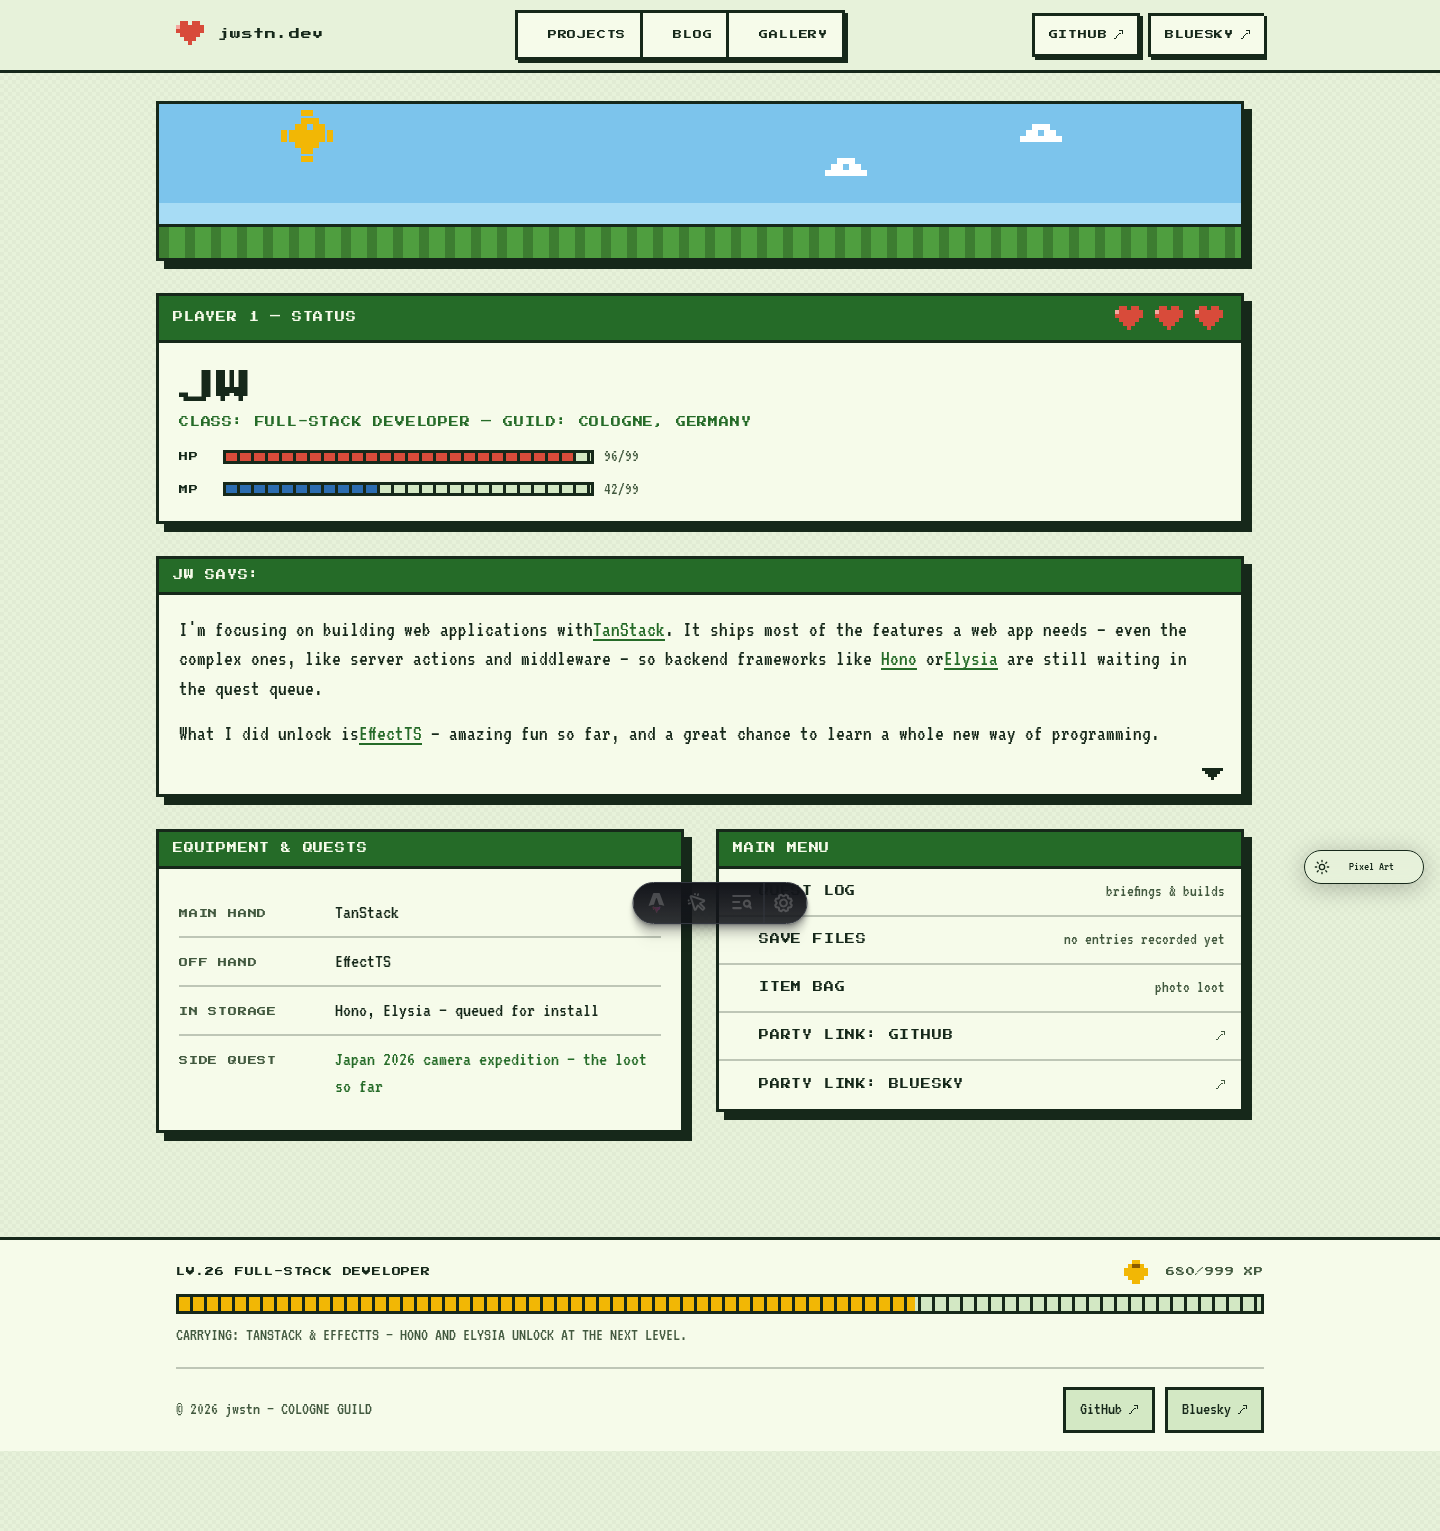 jwstn.dev
PROJECTS
BLOG
GALLERY
GITHUB ↗
BLUESKY ↗
PLAYER 1 — STATUS
JW
CLASS: FULL-STACK DEVELOPER — GUILD: COLOGNE, GERMANY
HP 96/99
MP 42/99
JW SAYS:
I'm focusing on building web applications withTanStack. It ships most of the features a web app needs – even the
complex ones, like server actions and middleware – so backend frameworks like Hono orElysia are still waiting in
the quest queue.
What I did unlock isEffectTS – amazing fun so far, and a great chance to learn a whole new way of programming.
EQUIPMENT & QUESTS
MAIN HAND TanStack
OFF HAND EffectTS
IN STORAGE Hono, Elysia – queued for install
SIDE QUEST Japan 2026 camera expedition – the loot
so far
MAIN MENU
LOG briefings & builds
SAVE FILES no entries recorded yet
ITEM BAG photo loot
PARTY LINK: GITHUB ↗
PARTY LINK: BLUESKY ↗
Pixel Art
LV.26 FULL-STACK DEVELOPER
680/999 XP
CARRYING: TANSTACK & EFFECTTS – HONO AND ELYSIA UNLOCK AT THE NEXT LEVEL.
© 2026 jwstn – COLOGNE GUILD
GitHub ↗
Bluesky ↗